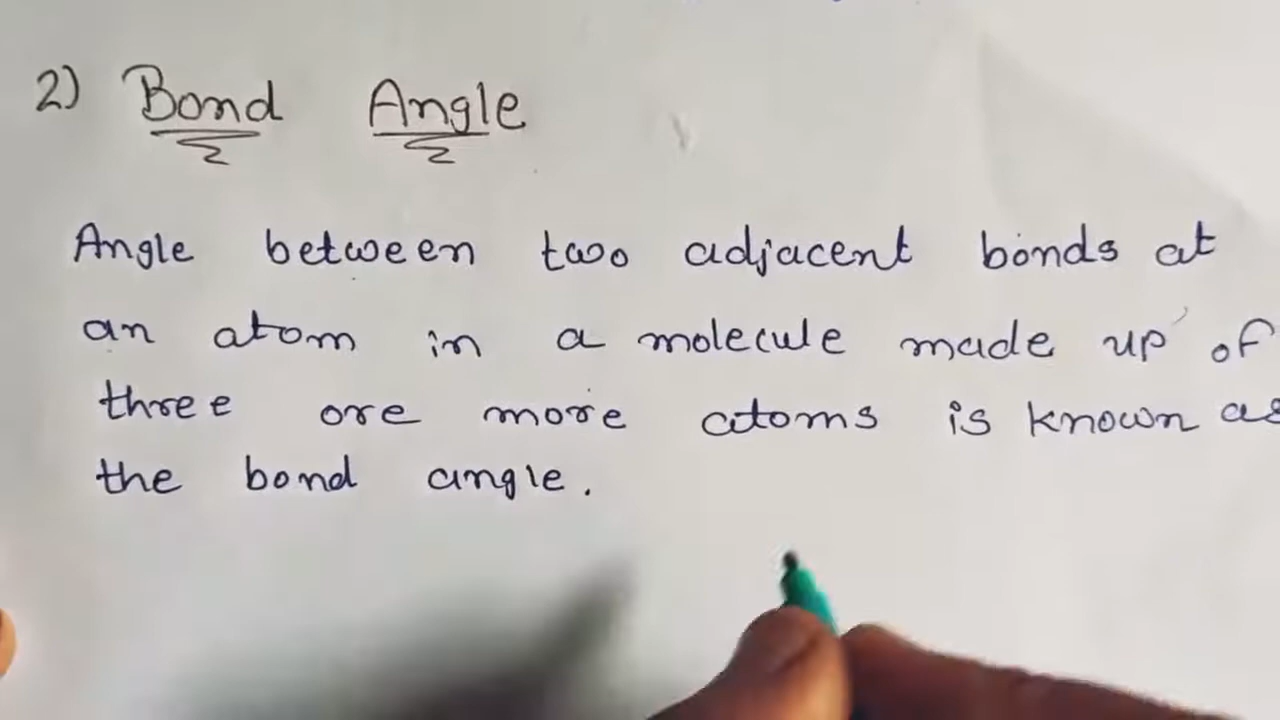 2) Bond Angle
Angle between two adjacent bonds at
an atom in a molecule made up of
three ore more atoms is known as
the bond angle.